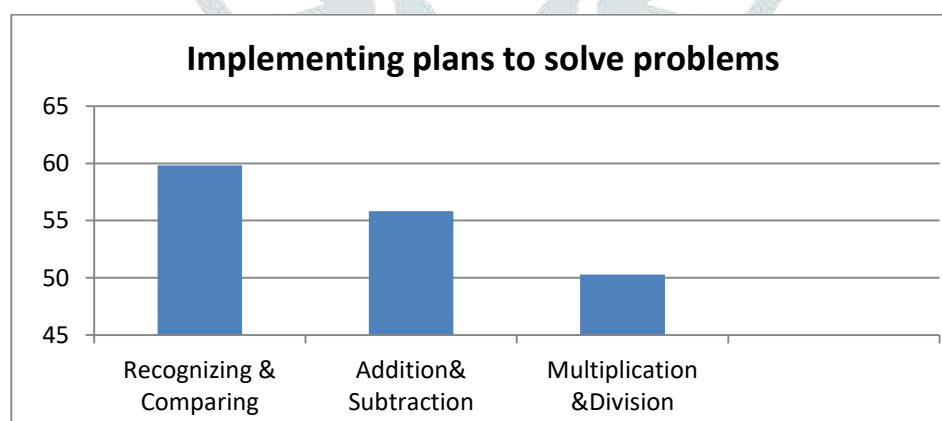 Implementing plans to solve problems
65
60
55
50
45
Recognizing &
Comparing
Addition&
Subtraction
Multiplication
&Division